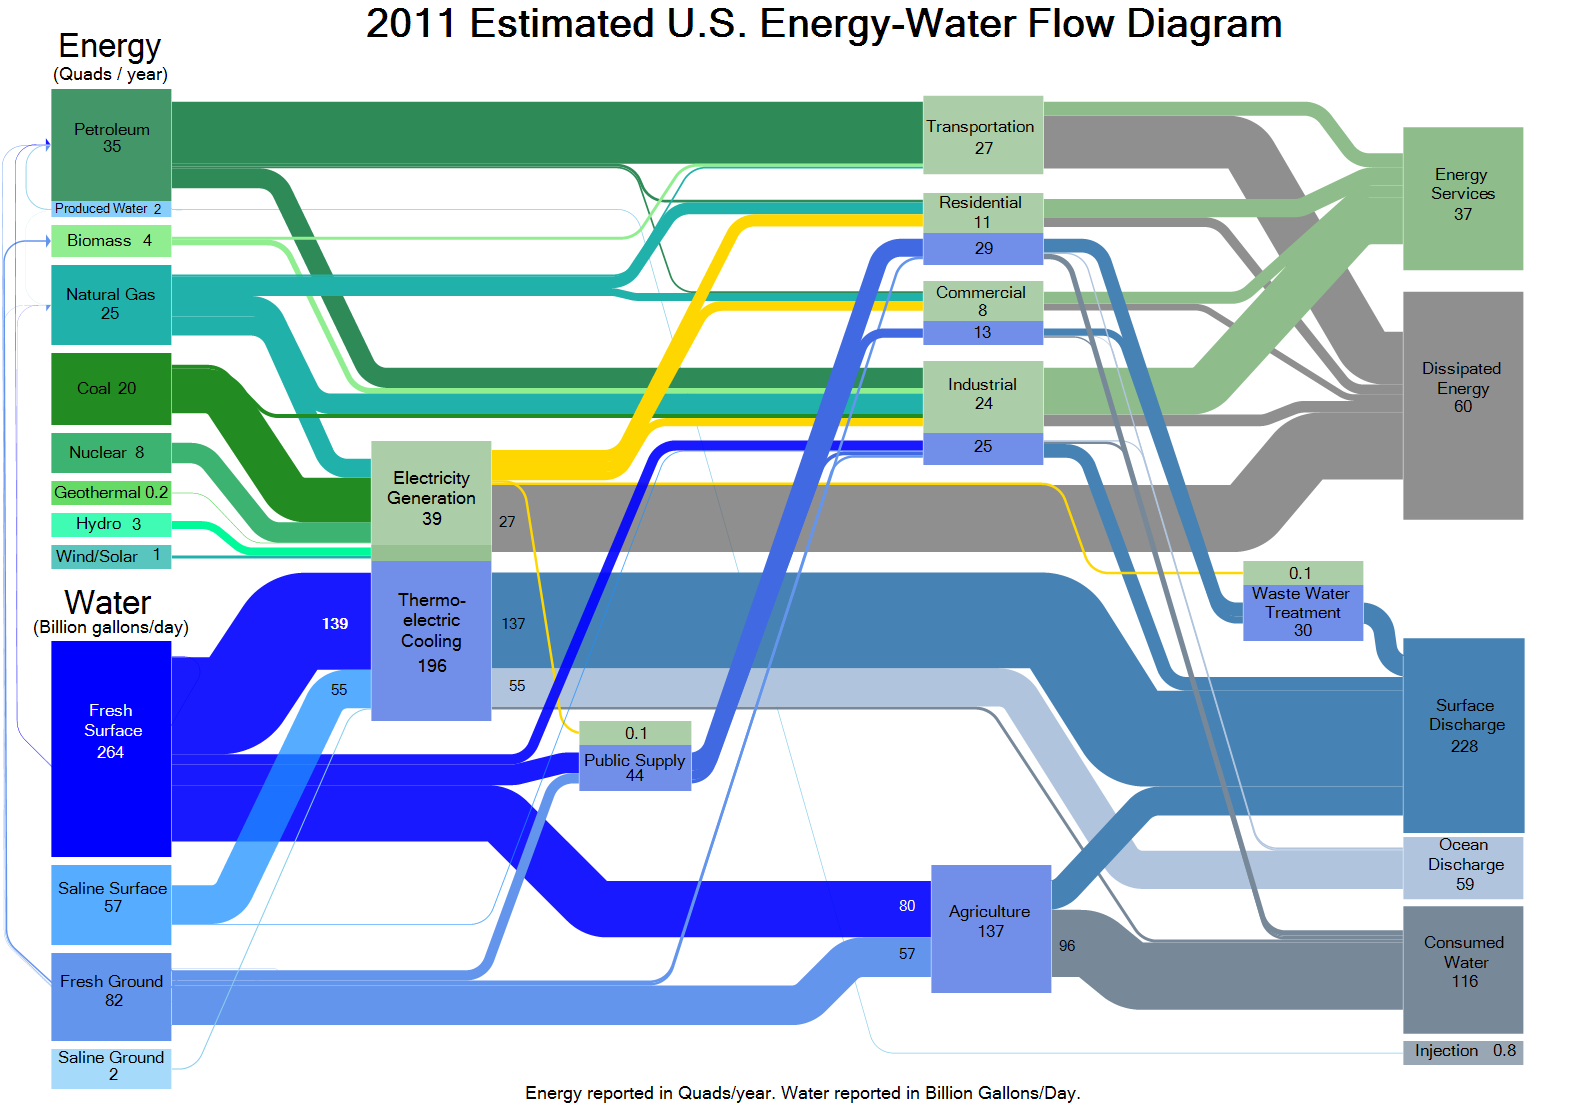 2011 Estimated U.S. Energy-Water Flow Diagram
Energy
(Quads / year)
Petroleum
35
Produced Water 2
Biomass 4
Natural Gas
25
Coal 20
Nuclear 8
Geothermal 0.2
Hydro 3
Wind/Solar 1
Water
(Billion gallons/day)
Fresh
Surface
264
Saline Surface
57
Fresh Ground
82
Saline Ground
2
Electricity
Generation
39
27
Thermo-
electric
Cooling
196
139
55
137
55
0.1
Public Supply
44
Transportation
27
Residential
11
29
Commercial
8
13
Industrial
24
25
80
57
Agriculture
137
96
0.1
Waste Water
Treatment
30
Energy
Services
37
Dissipated
Energy
60
Surface
Discharge
228
Ocean
Discharge
59
Consumed
Water
116
Injection 0.8
Energy reported in Quads/year. Water reported in Billion Gallons/Day.